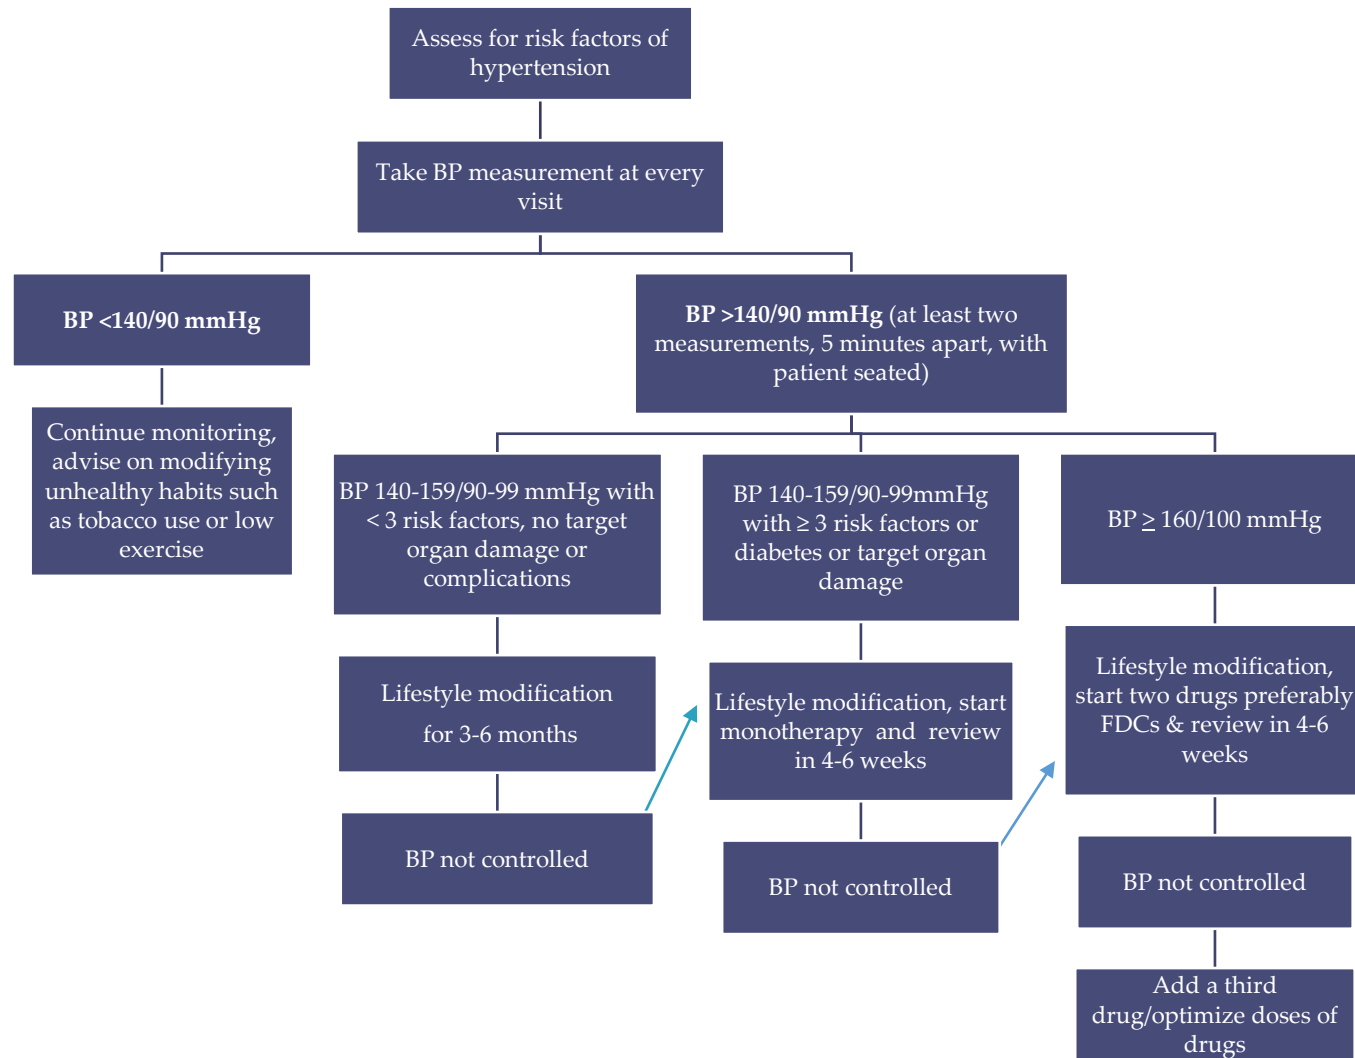 Assess for risk factors of
hypertension
Take BP measurement at every
visit
BP <140/90 mmHg
BP >140/90 mmHg (at least two
measurements, 5 minutes apart, with
patient seated)
Continue monitoring,
advise on modifying
unhealthy habits such
as tobacco use or low
exercise
BP 140-159/90-99 mmHg with
< 3 risk factors, no target
organ damage or
complications
BP 140-159/90-99mmHg
with ≥ 3 risk factors or
diabetes or target organ
damage
BP ≥ 160/100 mmHg
Lifestyle modification
for 3-6 months
Lifestyle modification, start
monotherapy and review
in 4-6 weeks
Lifestyle modification,
start two drugs preferably
FDCs & review in 4-6
weeks
BP not controlled
BP not controlled
BP not controlled
Add a third
drug/optimize doses of
drugs